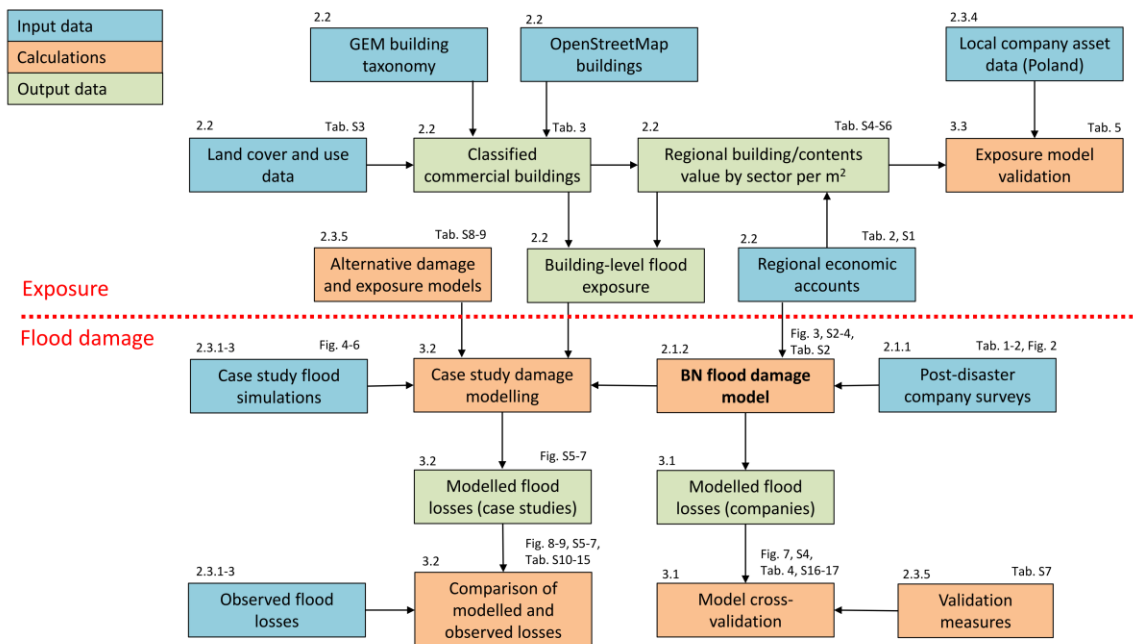 Input data
Calculations
Output data
2.2
GEM building
taxonomy
2.2
OpenStreetMap
buildings
2.3.4
Local company asset
data (Poland)
2.2
Tab. S3
Land cover and use
data
2.2
Tab. 3
Classified
commercial buildings
2.2
Tab. S4-S6
Regional building/contents
value by sector per m²
3.3
Tab. 5
Exposure model
validation
2.3.5
Tab. S8-9
Alternative damage
and exposure models
2.2
Building-level flood
exposure
2.2
Tab. 2, S1
Regional economic
accounts
Exposure
Flood damage
2.3.1-3
Fig. 4-6
Case study flood
simulations
3.2
Case study damage
modelling
2.1.2
Fig. 3, S2-4,
Tab. S2
BN flood damage
model
2.1.1
Tab. 1-2, Fig. 2
Post-disaster
company surveys
3.2
Fig. S5-7
Modelled flood
losses (case studies)
3.1
Modelled flood
losses (companies)
2.3.1-3
Observed flood
losses
3.2
Fig. 8-9, S5-7,
Tab. S10-15
Comparison of
modelled and
observed losses
3.1
Fig. 7, S4,
Tab. 4, S16-17
Model cross-
validation
2.3.5
Tab. S7
Validation
measures